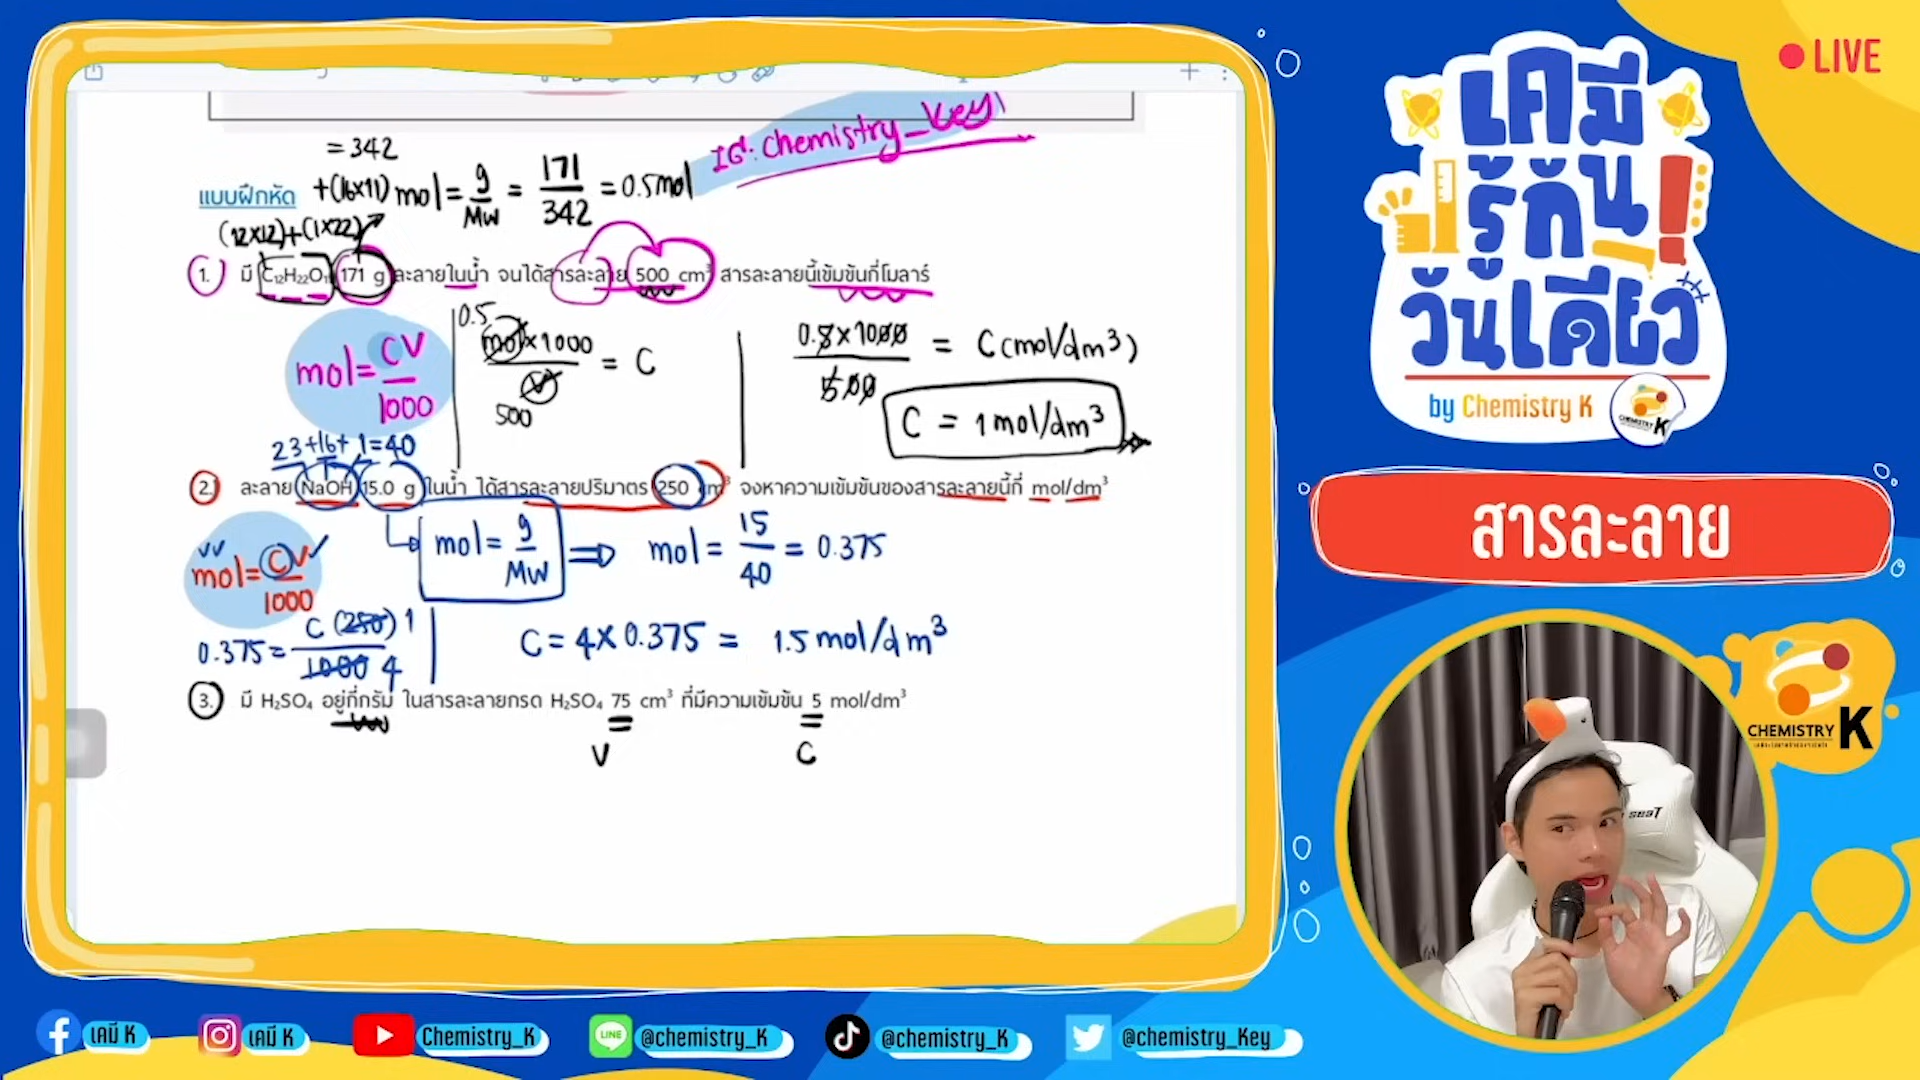 LIVE
เคมี
รู้กัน!
วันเดียว
by Chemistry K
CHEMISTRY K
สารละลาย
IG: Chemistry_Key
= 342
+(16x11)
mol = g/Mw = 171/342 = 0.5 mol
แบบฝึกหัด
(12x12)+(1x22)
1. มี C₁₂H₂₂O₁₁ 171 g ละลายในน้ำ จนได้สารละลาย 500 cm³ สารละลายนี้เข้มข้นกี่โมลาร์
mol = CV/1000
0.5
mol x 1000/V = C
500
0.5 x 1000/500 = C (mol/dm³)
C = 1 mol/dm³
23+16+1=40
2. ละลาย NaOH 15.0 g ในน้ำ ได้สารละลายปริมาตร 250 cm³ จงหาความเข้มข้นของสารละลายนี้กี่ mol/dm³
mol = CV/1000
mol = g/Mw ⇒ mol = 15/40 = 0.375
0.375 = C (250) 1/1000 4
C = 4 x 0.375 = 1.5 mol/dm³
3. มี H₂SO₄ อยู่กี่กรัม ในสารละลายกรด H₂SO₄ 75 cm³ ที่มีความเข้มข้น 5 mol/dm³
V C
CHEMISTRY K
เคมี K
เคมี K
Chemistry_K
LINE @chemistry_K
@chemistry_K
@chemistry_Key